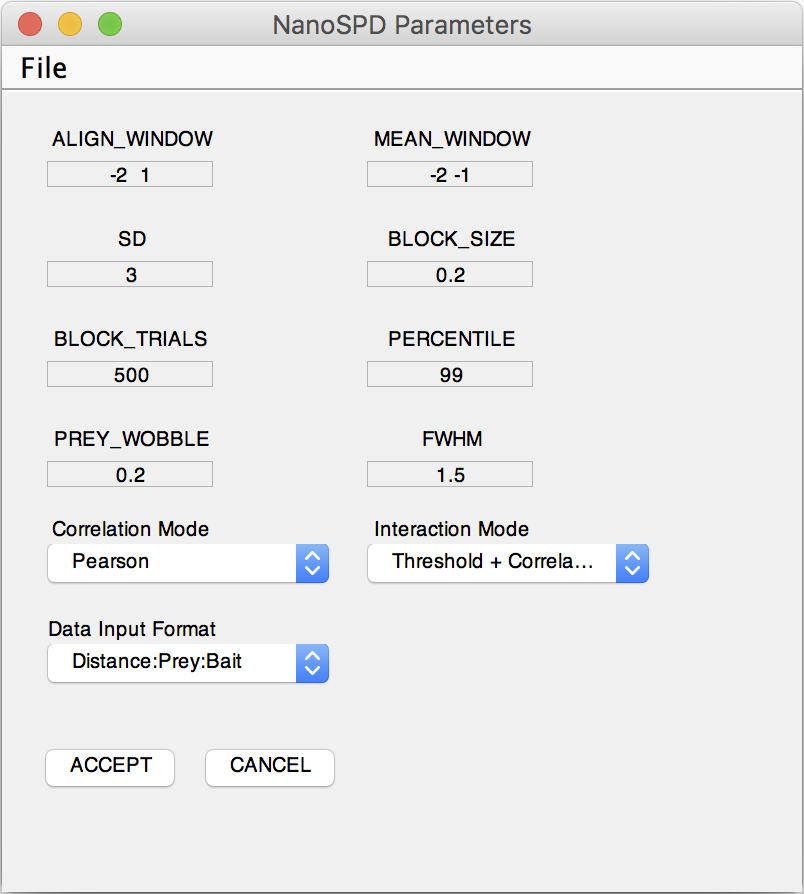 NanoSPD Parameters
File
ALIGN_WINDOW MEAN_WINDOW
-2 1 -2 -1
SD BLOCK_SIZE
3 0.2
BLOCK_TRIALS PERCENTILE
500 99
PREY_WOBBLE FWHM
0.2 1.5
Correlation Mode Interaction Mode
Pearson Threshold + Correla...
Data Input Format
Distance:Prey:Bait
ACCEPT CANCEL